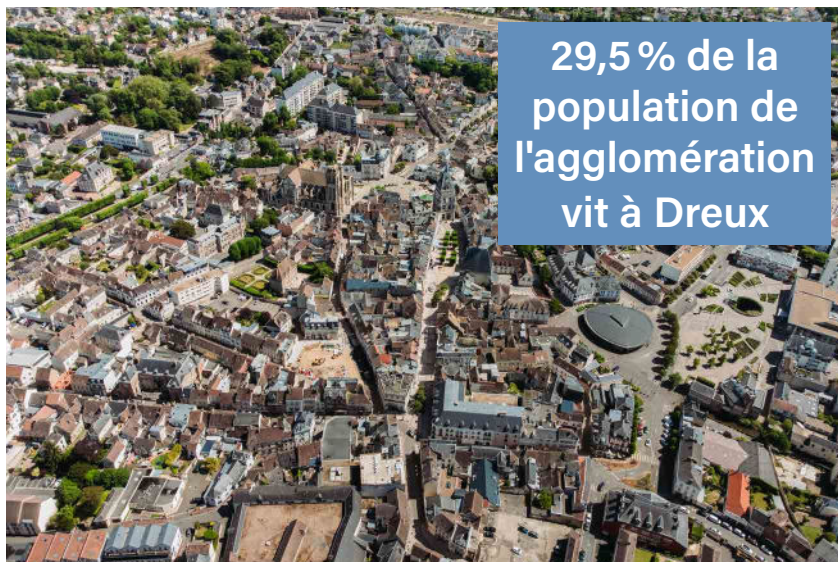 29,5 % de la
population de
l'agglomération
vit à Dreux